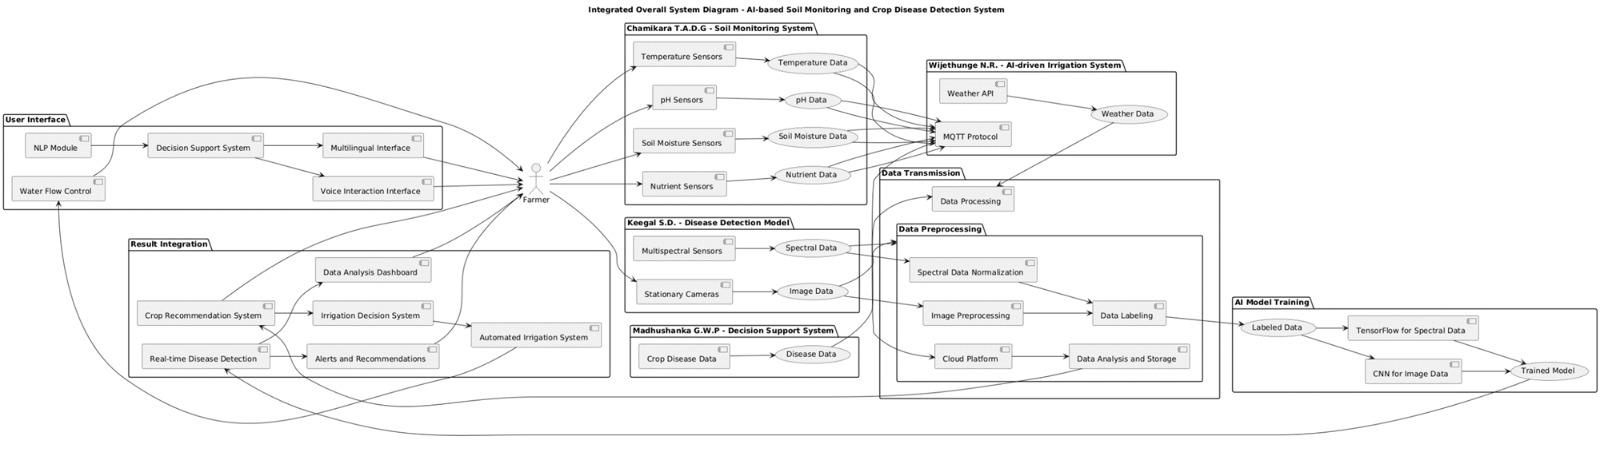 Integrated Overall System Diagram - AI-based Soil Monitoring and Crop Disease Detection System
User Interface
NLP Module
Decision Support System
Multilingual Interface
Water Flow Control
Voice Interaction Interface
Farmer
Result Integration
Data Analysis Dashboard
Crop Recommendation System
Irrigation Decision System
Automated Irrigation System
Real-time Disease Detection
Alerts and Recommendations
Chamikara T.A.D.G - Soil Monitoring System
Temperature Sensors
Temperature Data
pH Sensors
pH Data
Soil Moisture Sensors
Soil Moisture Data
Nutrient Sensors
Nutrient Data
Keegal S.D. - Disease Detection Model
Multispectral Sensors
Spectral Data
Stationary Cameras
Image Data
Madhushanka G.W.P - Decision Support System
Crop Disease Data
Disease Data
Wijethunge N.R. - AI-driven Irrigation System
Weather API
Weather Data
MQTT Protocol
Data Transmission
Data Processing
Data Preprocessing
Spectral Data Normalization
Image Preprocessing
Data Labeling
Cloud Platform
Data Analysis and Storage
AI Model Training
Labeled Data
TensorFlow for Spectral Data
CNN for Image Data
Trained Model